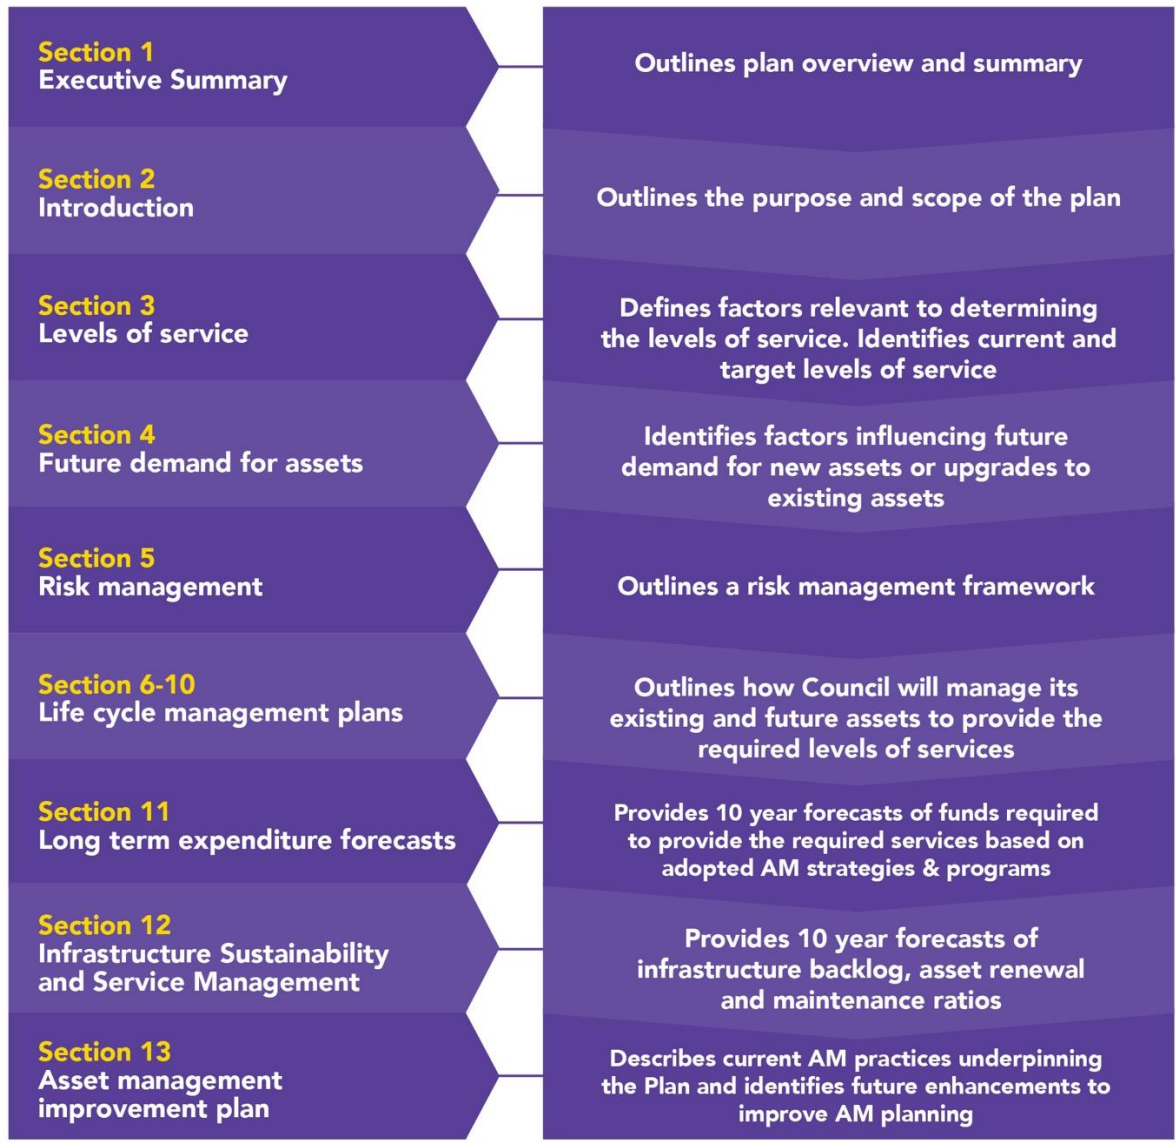 Section 1
Executive Summary
Outlines plan overview and summary
Section 2
Introduction
Outlines the purpose and scope of the plan
Section 3
Levels of service
Defines factors relevant to determining
the levels of service. Identifies current and
target levels of service
Section 4
Future demand for assets
Identifies factors influencing future
demand for new assets or upgrades to
existing assets
Section 5
Risk management
Outlines a risk management framework
Section 6-10
Life cycle management plans
Outlines how Council will manage its
existing and future assets to provide the
required levels of services
Section 11
Long term expenditure forecasts
Provides 10 year forecasts of funds required
to provide the required services based on
adopted AM strategies & programs
Section 12
Infrastructure Sustainability
and Service Management
Provides 10 year forecasts of
infrastructure backlog, asset renewal
and maintenance ratios
Section 13
Asset management
improvement plan
Describes current AM practices underpinning
the Plan and identifies future enhancements to
improve AM planning